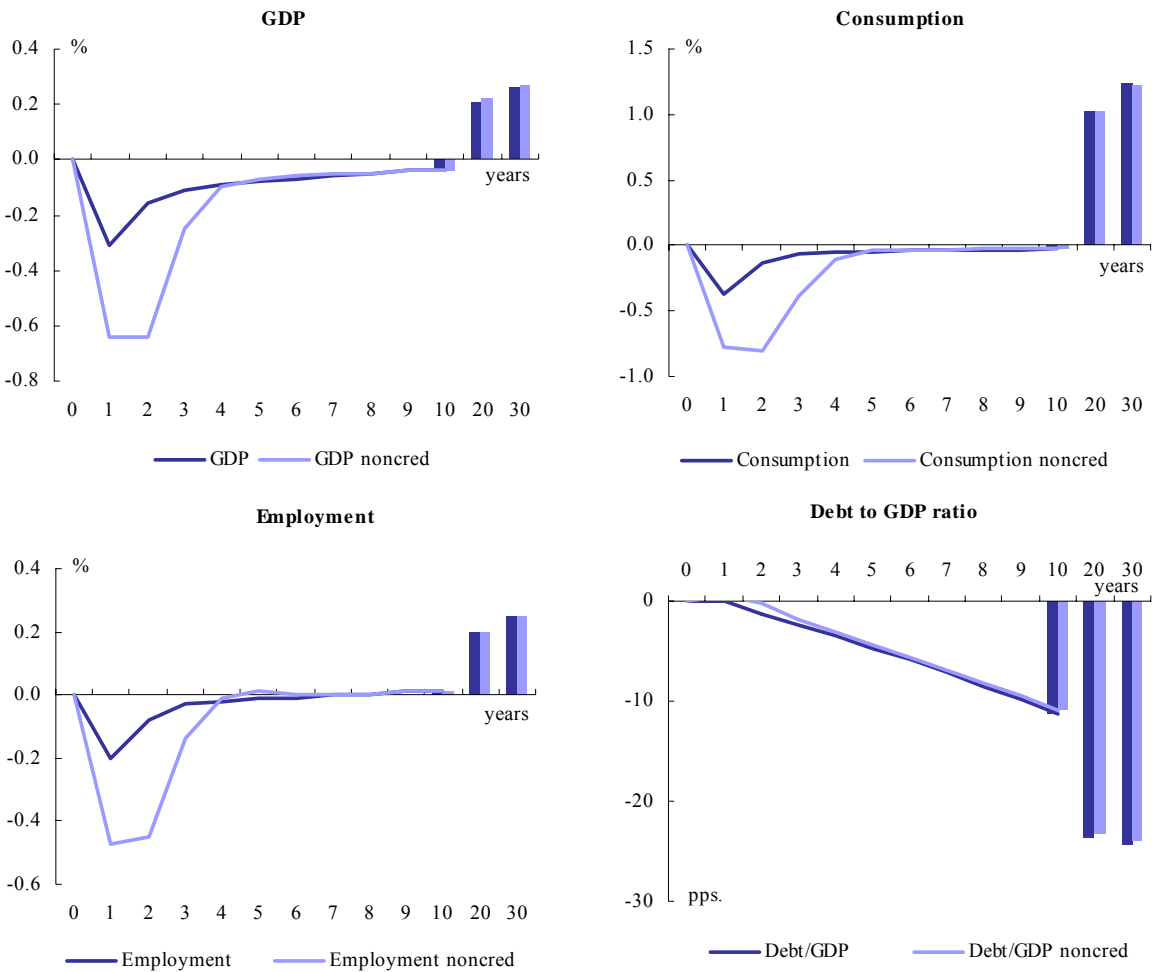 GDP
%
0.4
0.2
0.0
-0.2
-0.4
-0.6
-0.8
years
0 1 2 3 4 5 6 7 8 9 10 20 30
GDP GDP noncred
Consumption
%
1.5
1.0
0.5
0.0
-0.5
-1.0
years
0 1 2 3 4 5 6 7 8 9 10 20 30
Consumption Consumption noncred
Employment
%
0.4
0.2
0.0
-0.2
-0.4
-0.6
years
0 1 2 3 4 5 6 7 8 9 10 20 30
Employment Employment noncred
Debt to GDP ratio
0 1 2 3 4 5 6 7 8 9 10 20 30
years
0
-10
-20
-30
pps.
Debt/GDP Debt/GDP noncred